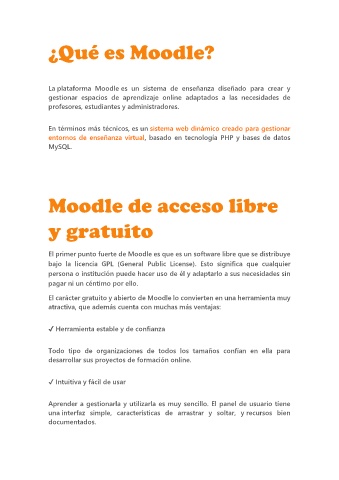 ¿Qué es Moodle?
La plataforma Moodle es un sistema de enseñanza diseñado para crear y
gestionar espacios de aprendizaje online adaptados a las necesidades de
profesores, estudiantes y administradores.
En términos más técnicos, es un sistema web dinámico creado para gestionar
entornos de enseñanza virtual, basado en tecnología PHP y bases de datos
MySQL.
Moodle de acceso libre
y gratuito
El primer punto fuerte de Moodle es que es un software libre que se distribuye
bajo la licencia GPL (General Public License). Esto significa que cualquier
persona o institución puede hacer uso de él y adaptarlo a sus necesidades sin
pagar ni un céntimo por ello.
El carácter gratuito y abierto de Moodle lo convierten en una herramienta muy
atractiva, que además cuenta con muchas más ventajas:
✓ Herramienta estable y de confianza
Todo tipo de organizaciones de todos los tamaños confían en ella para
desarrollar sus proyectos de formación online.
✓ Intuitiva y fácil de usar
Aprender a gestionarla y utilizarla es muy sencillo. El panel de usuario tiene
una interfaz simple, características de arrastrar y soltar, y recursos bien
documentados.